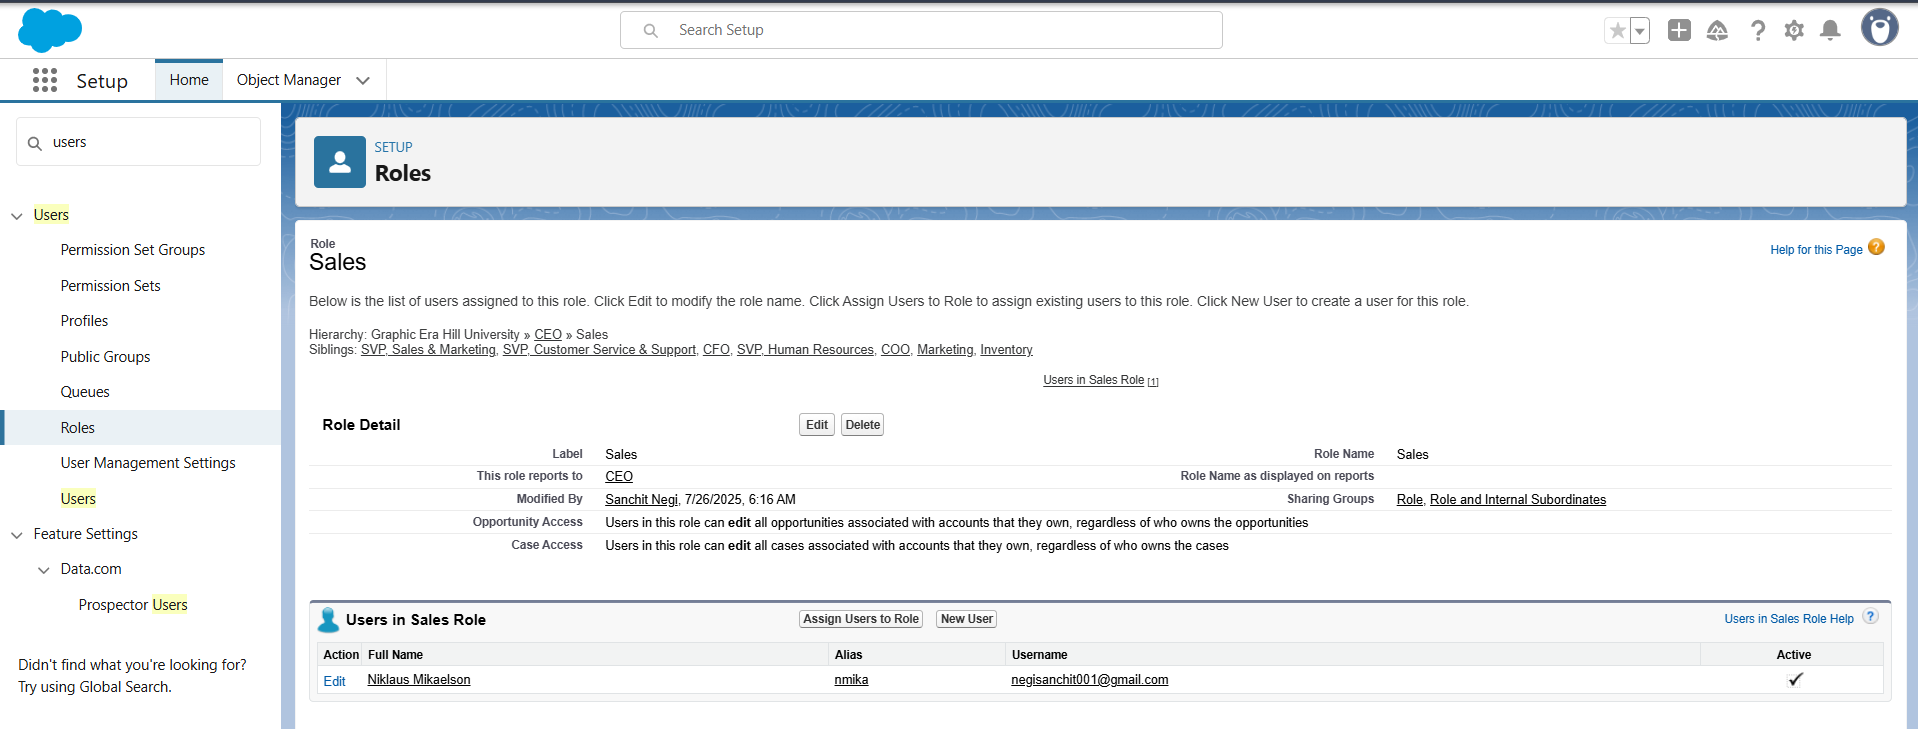 Search Setup
Setup
Home
Object Manager
users
Users
Permission Set Groups
Permission Sets
Profiles
Public Groups
Queues
Roles
User Management Settings
Users
Feature Settings
Data.com
Prospector Users
Didn't find what you're looking for?
Try using Global Search.
SETUP
Roles
Role
Sales
Help for this Page ?
Below is the list of users assigned to this role. Click Edit to modify the role name. Click Assign Users to Role to assign existing users to this role. Click New User to create a user for this role.
Hierarchy: Graphic Era Hill University » CEO » Sales
Siblings: SVP, Sales & Marketing, SVP, Customer Service & Support, CFO, SVP, Human Resources, COO, Marketing, Inventory
Users in Sales Role [1]
Role Detail Edit Delete
Label Sales Role Name Sales
This role reports to CEO Role Name as displayed on reports
Modified By Sanchit Negi, 7/26/2025, 6:16 AM Sharing Groups Role, Role and Internal Subordinates
Opportunity Access Users in this role can edit all opportunities associated with accounts that they own, regardless of who owns the opportunities
Case Access Users in this role can edit all cases associated with accounts that they own, regardless of who owns the cases
Users in Sales Role Assign Users to Role New User Users in Sales Role Help ?
Action Full Name Alias Username Active
Edit Niklaus Mikaelson nmika negisanchit001@gmail.com